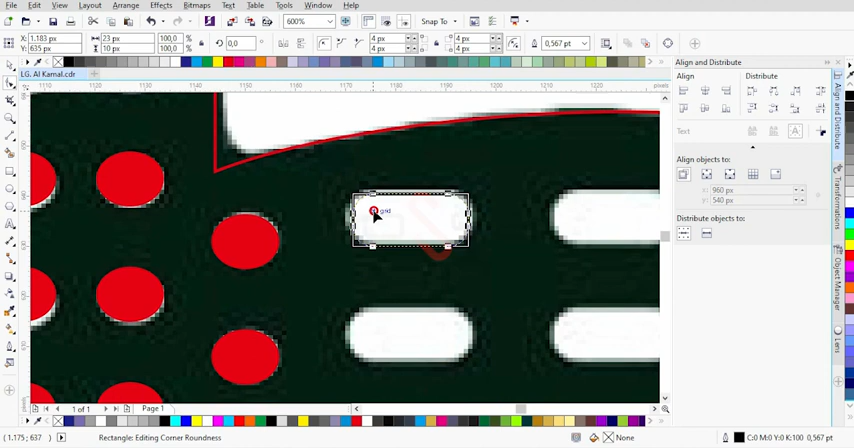 File Edit View Layout Arrange Effects Bitmaps Text Table Tools Window Help
600% Snap To
X: 1.183 px 23 px 100,0 % 0,0 4 px 4 px 0,567 pt
Y: 635 px 10 px 100,0 % 4 px 4 px
LG. Al Kamal.cdr
1110 1120 1130 1140 1150 1160 1170 1180 1190 1200 1210 1220 pixels
grid
Align and Distribute
Align Distribute
Text
Align objects to:
x: 960 px
y: 540 px
Distribute objects to:
Align and Distribute
Object Manager
Lens
1 of 1 Page 1
( 1.175; 637 ) Rectangle: Editing Corner Roundness None C:0 M:0 Y:0 K:100 0,567 pt